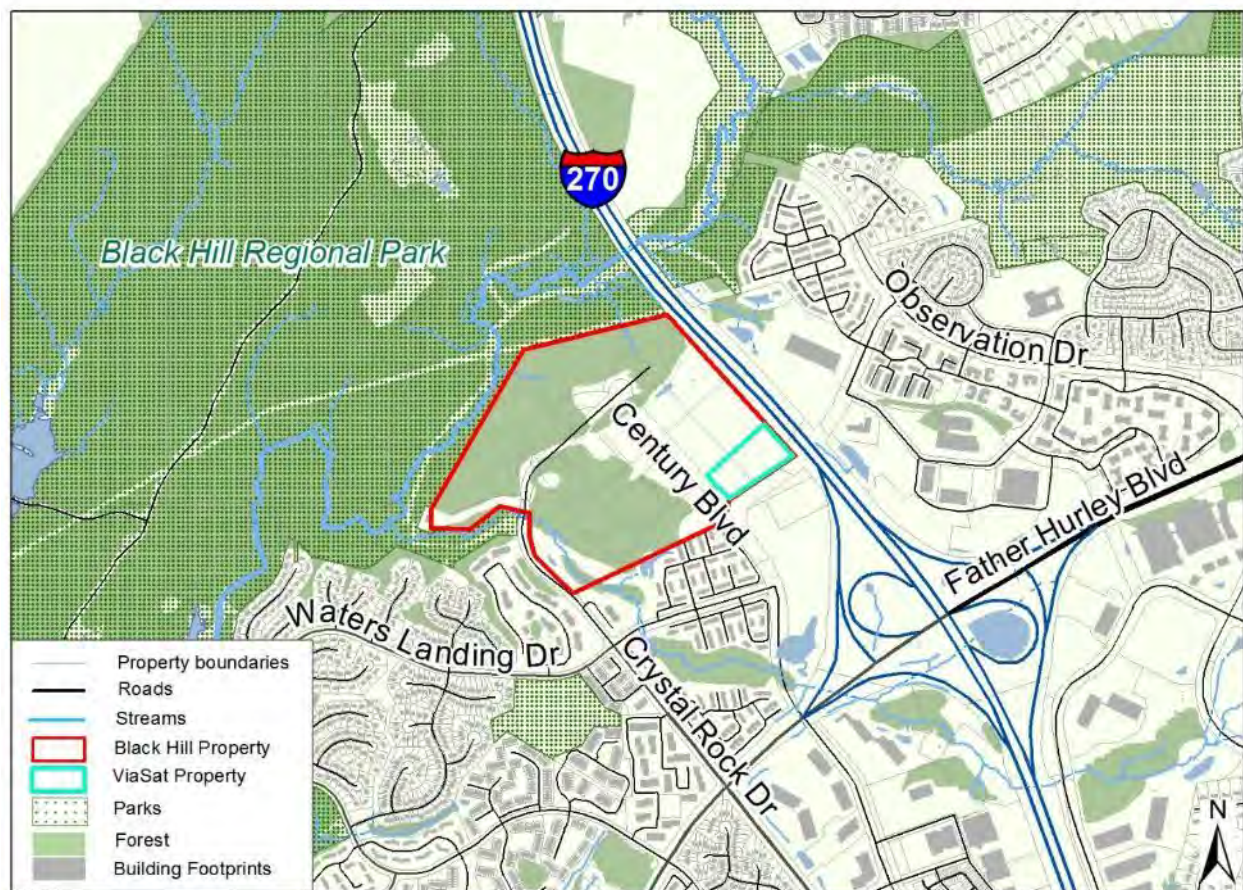 270
Black Hill Regional Park
Observation Dr
Century Blvd
Father Hurley Blvd
Waters Landing Dr
Crystal Rock Dr
Property boundaries
Roads
Streams
Black Hill Property
ViaSat Property
Parks
Forest
Building Footprints
N